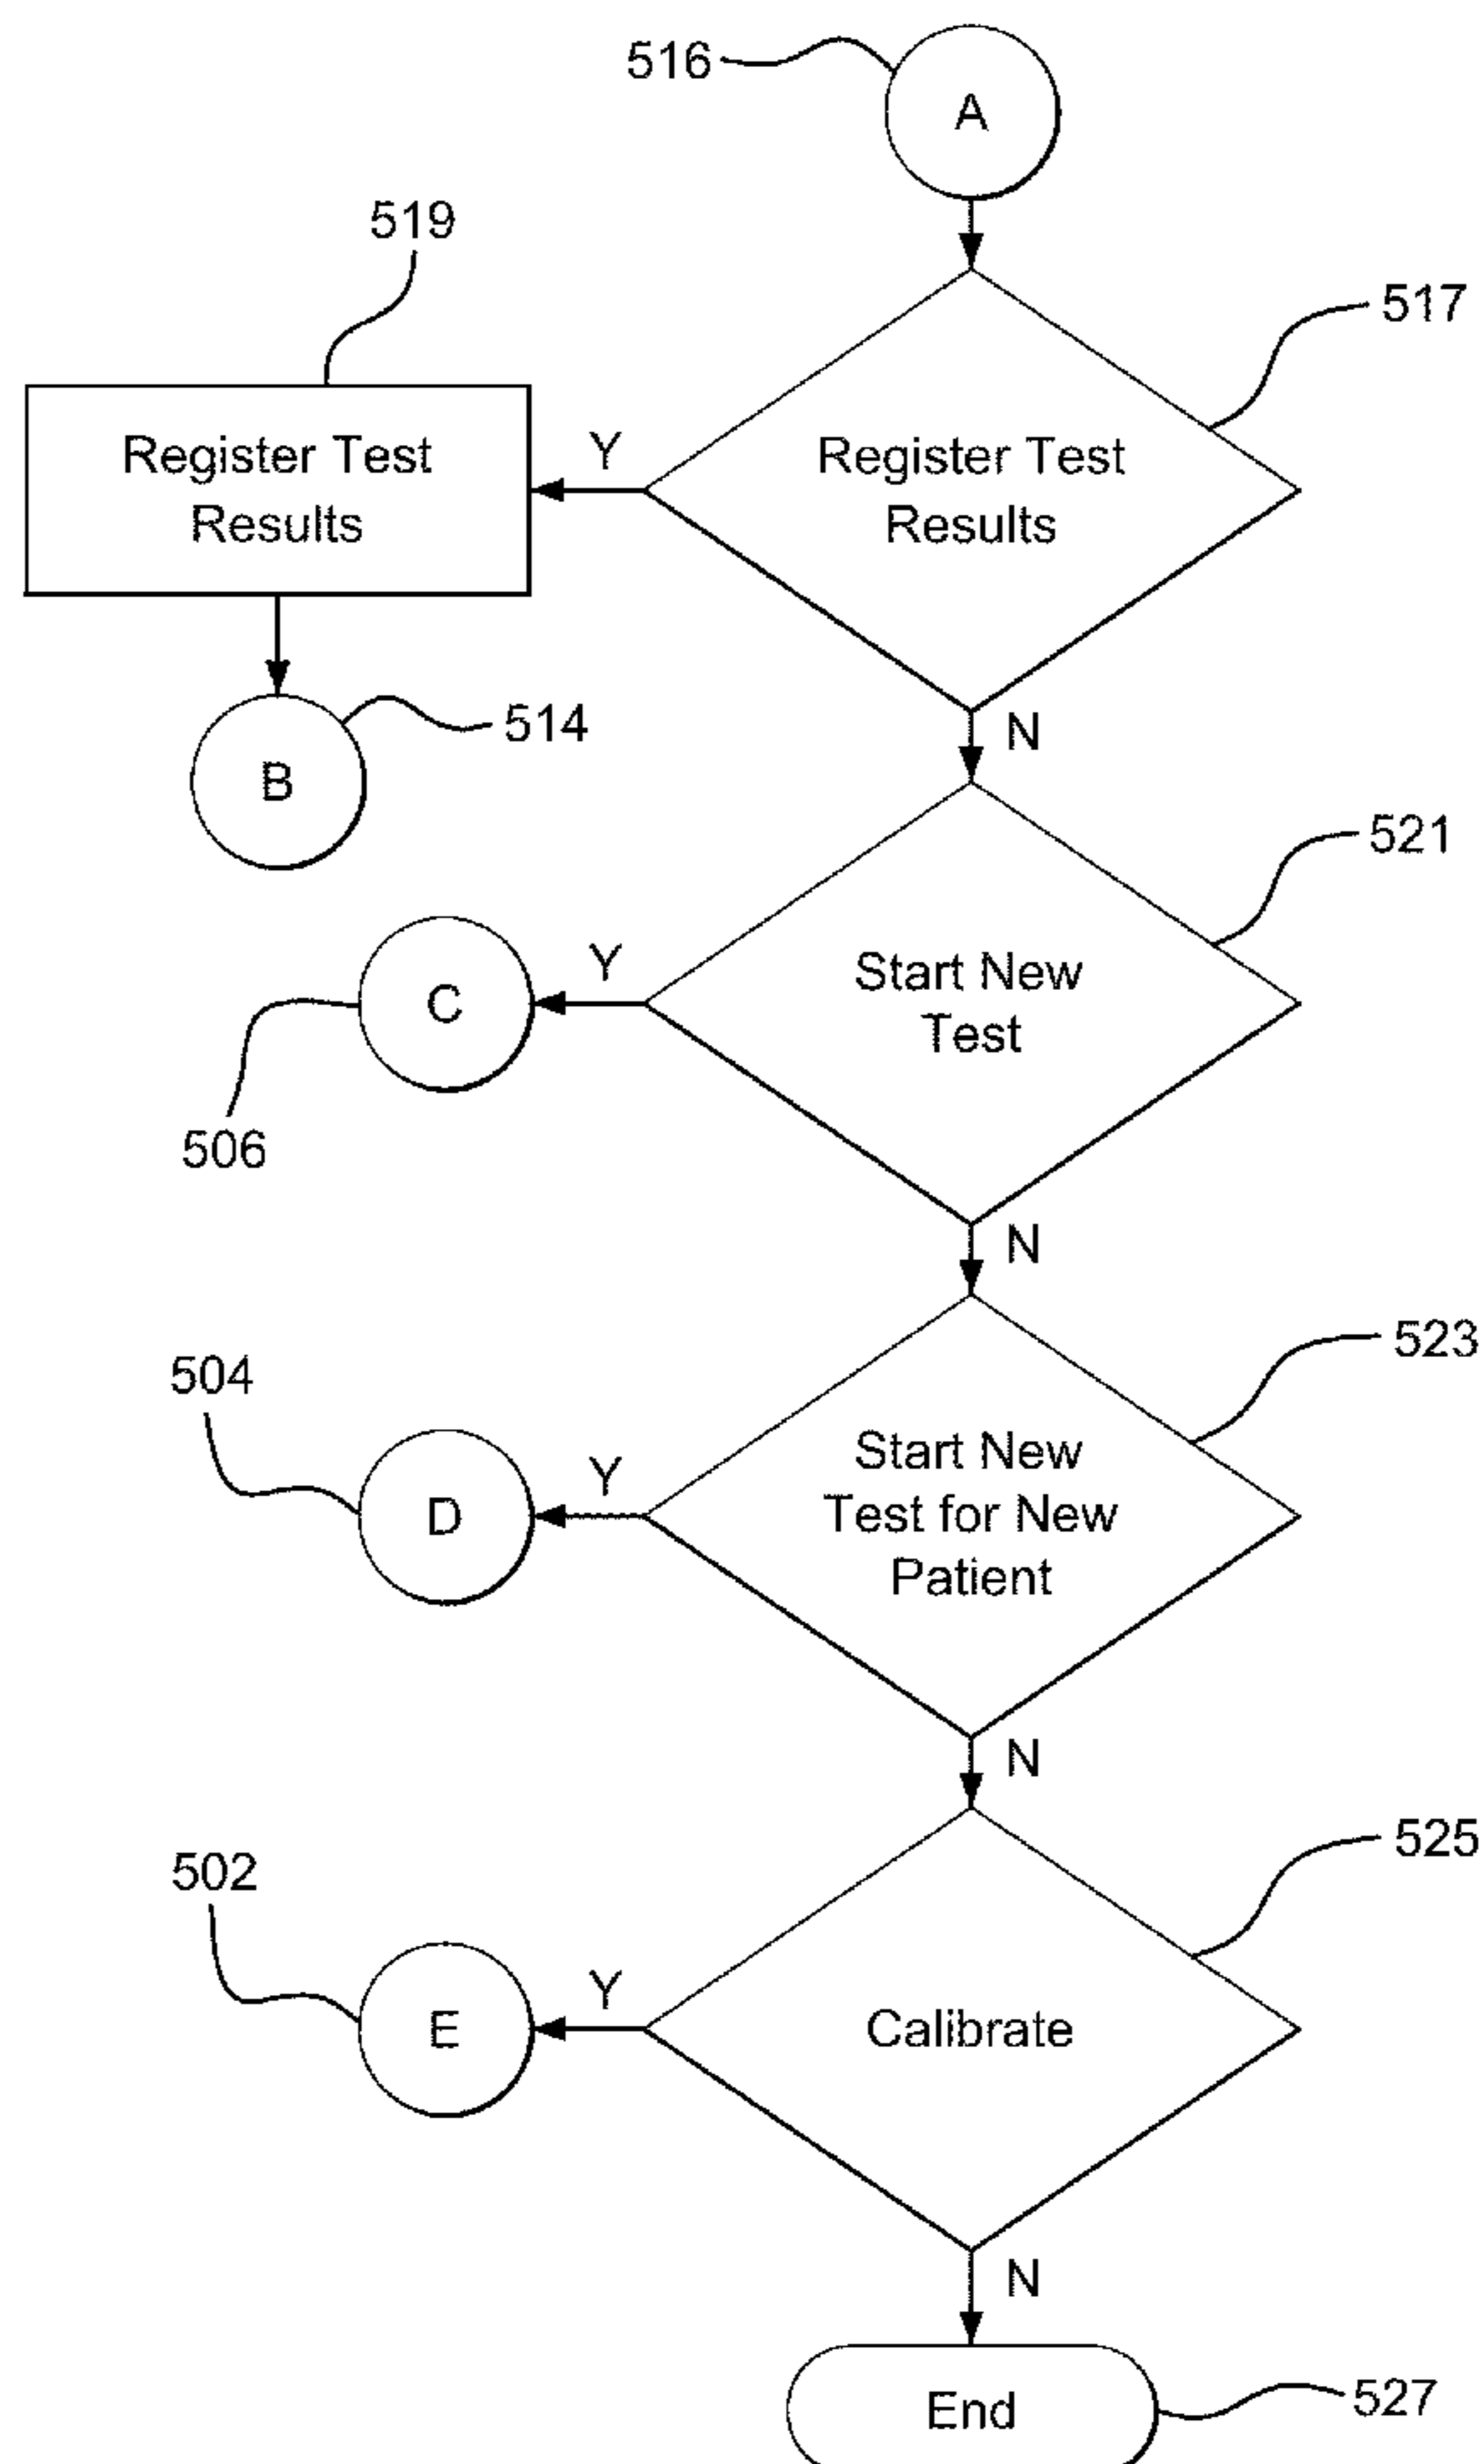 516
A
519
517
Register Test
Results
Y
Register Test
Results
514
B
N
521
Start New
Test
Y
C
506
N
523
504
Start New
Test for New
Patient
Y
D
N
525
502
Y
E
Calibrate
N
End
527